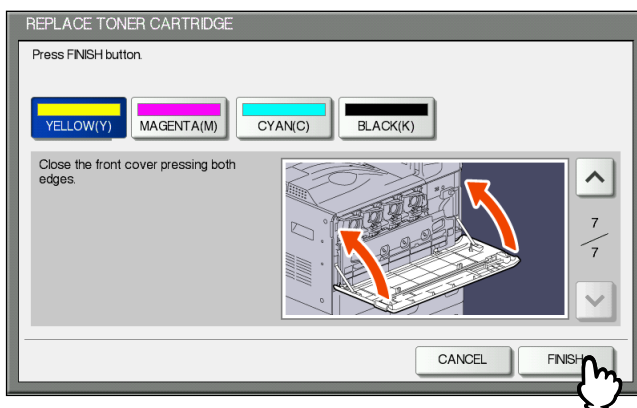 REPLACE TONER CARTRIDGE
Press FINISH button.
YELLOW(Y)
MAGENTA(M)
CYAN(C)
BLACK(K)
Close the front cover pressing both
edges.
7
7
CANCEL
FINISH